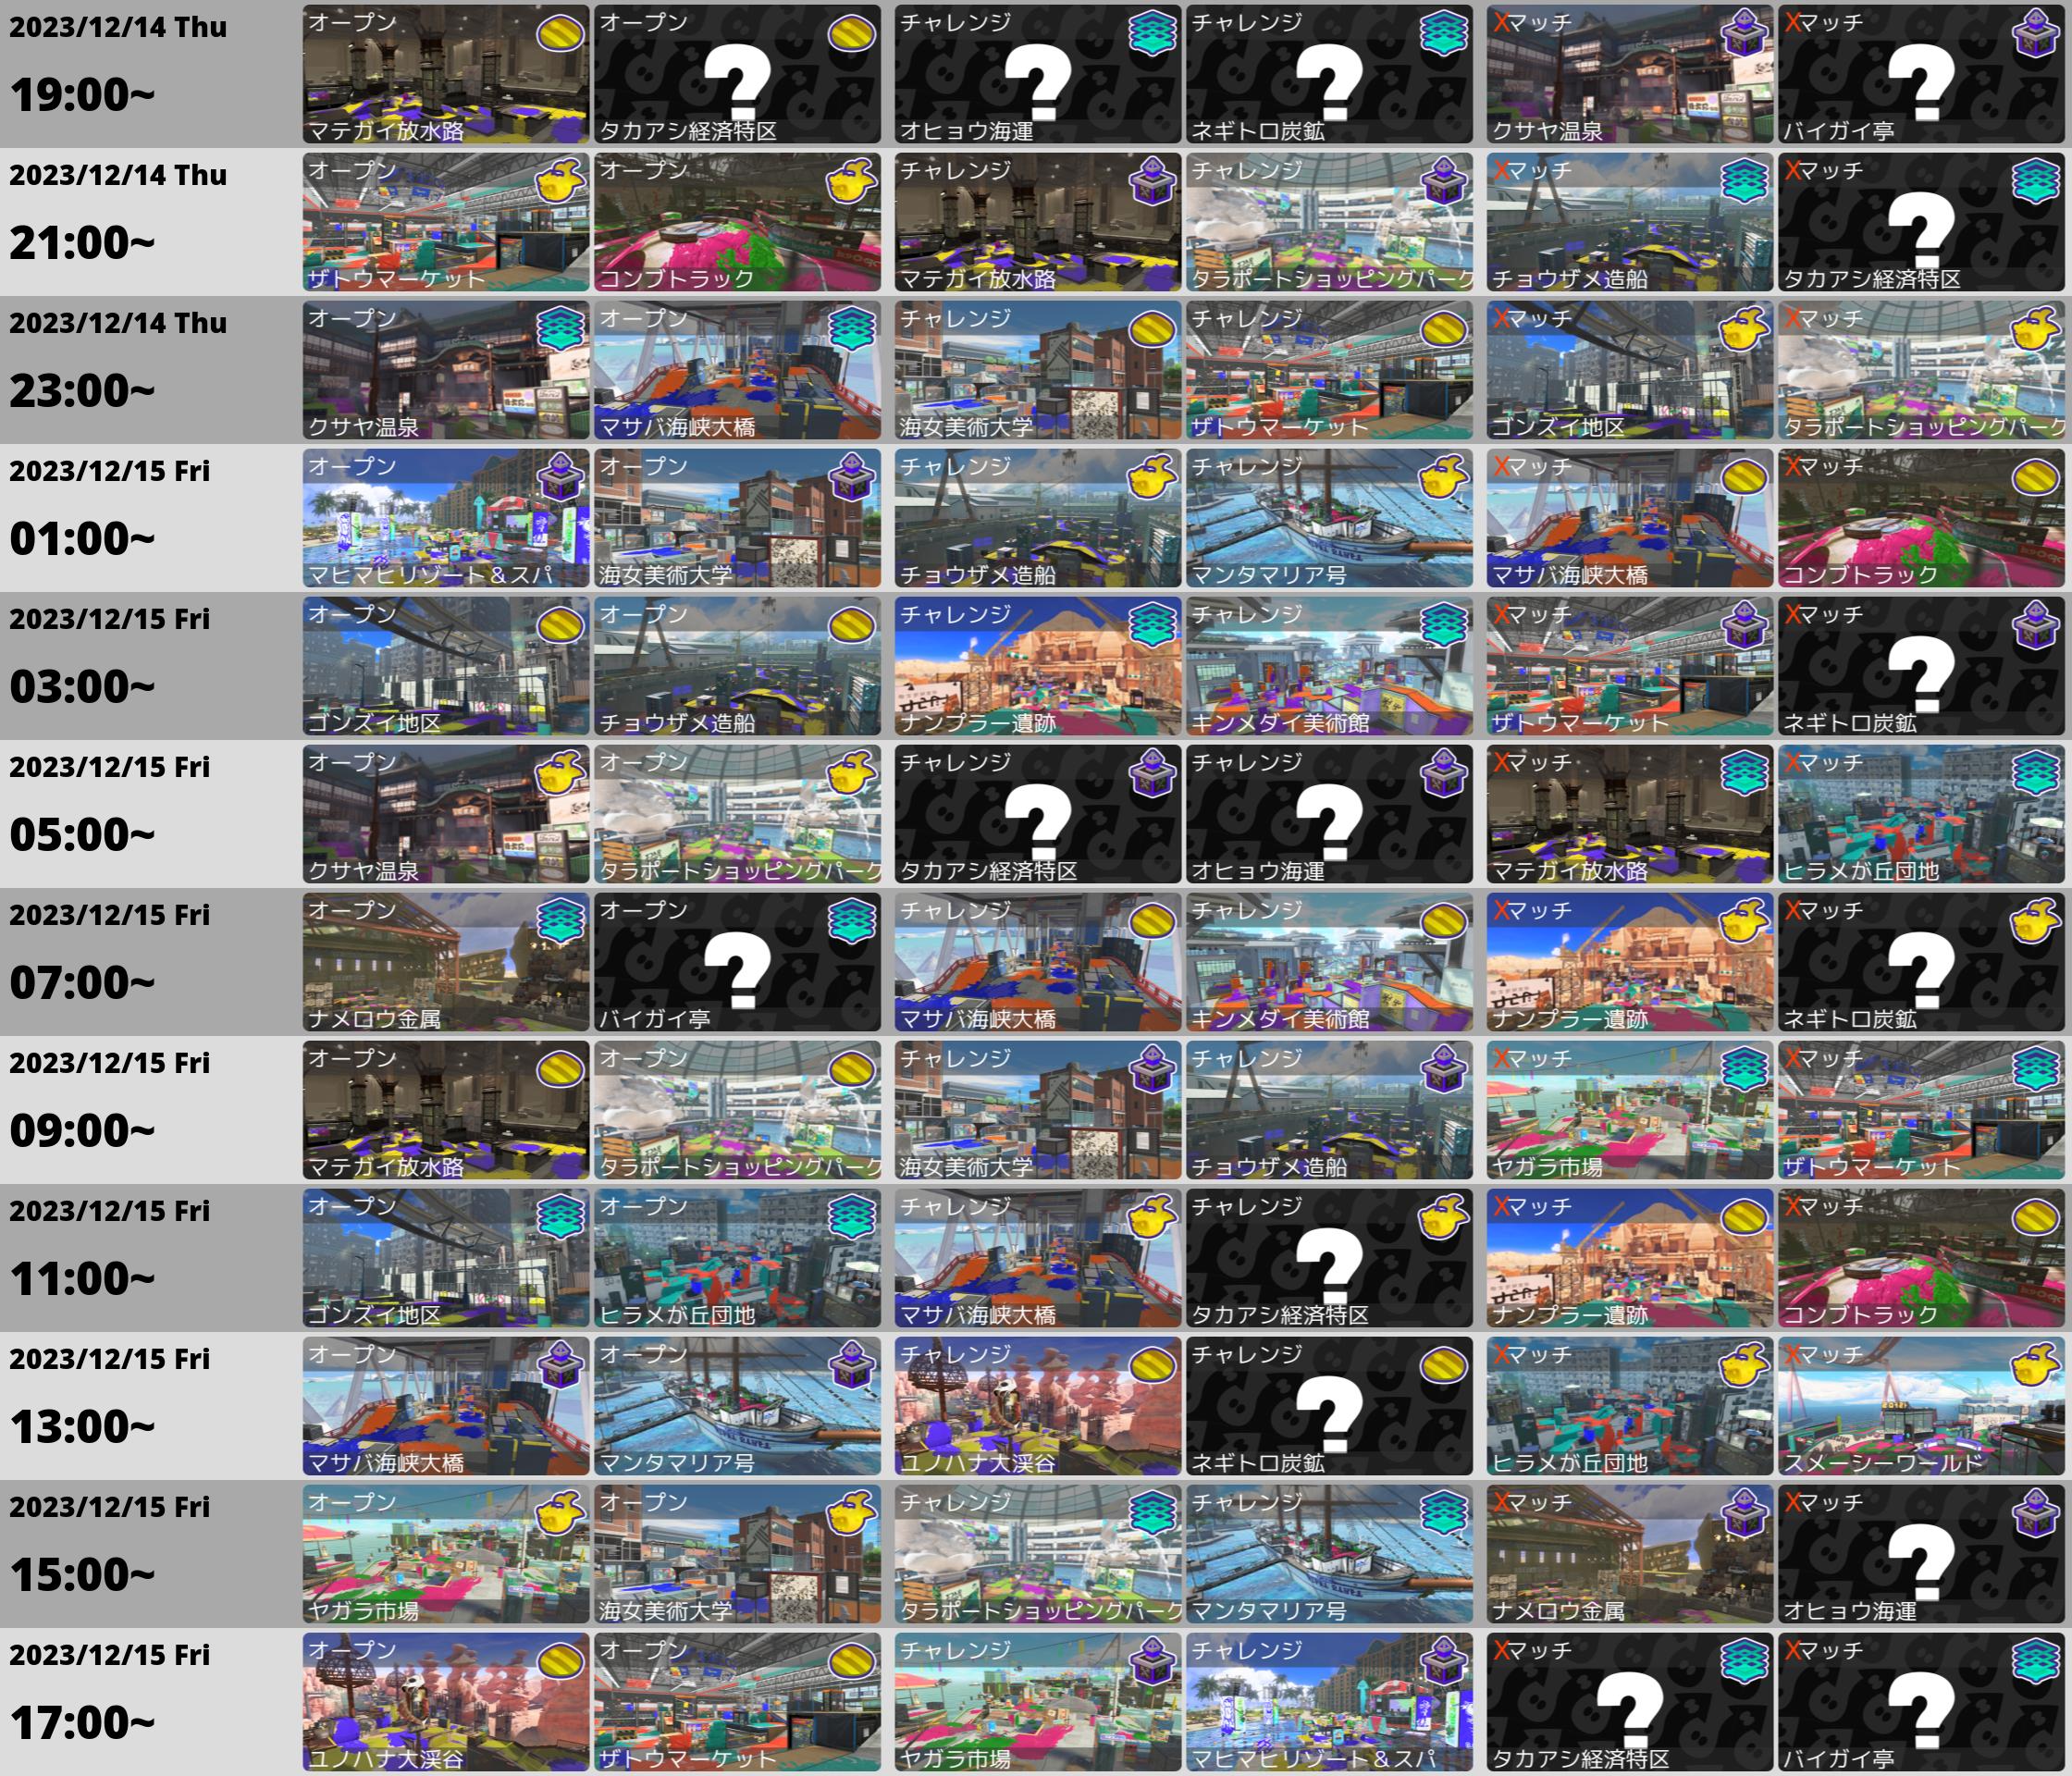 2023/12/14 Thu
19:00~
オープン オープン チャレンジ チャレンジ Xマッチ Xマッチ
マテガイ放水路 タカアシ経済特区 オヒョウ海運 ネギトロ炭鉱 クサヤ温泉 バイガイ亭
2023/12/14 Thu
21:00~
オープン オープン チャレンジ チャレンジ Xマッチ Xマッチ
ザトウマーケット コンブトラック マテガイ放水路 タラポートショッピングパーク チョウザメ造船 タカアシ経済特区
2023/12/14 Thu
23:00~
オープン オープン チャレンジ チャレンジ Xマッチ Xマッチ
クサヤ温泉 マサバ海峡大橋 海女美術大学 ザトウマーケット ゴンズイ地区 タラポートショッピングパーク
2023/12/15 Fri
01:00~
オープン オープン チャレンジ チャレンジ Xマッチ Xマッチ
マヒマヒリゾート&スパ 海女美術大学 チョウザメ造船 マンタマリア号 マサバ海峡大橋 コンブトラック
2023/12/15 Fri
03:00~
オープン オープン チャレンジ チャレンジ Xマッチ Xマッチ
ゴンズイ地区 チョウザメ造船 ナンプラー遺跡 キンメダイ美術館 ザトウマーケット ネギトロ炭鉱
2023/12/15 Fri
05:00~
オープン オープン チャレンジ チャレンジ Xマッチ Xマッチ
クサヤ温泉 タラポートショッピングパーク タカアシ経済特区 オヒョウ海運 マテガイ放水路 ヒラメが丘団地
2023/12/15 Fri
07:00~
オープン オープン チャレンジ チャレンジ Xマッチ Xマッチ
ナメロウ金属 バイガイ亭 マサバ海峡大橋 キンメダイ美術館 ナンプラー遺跡 ネギトロ炭鉱
2023/12/15 Fri
09:00~
オープン オープン チャレンジ チャレンジ Xマッチ Xマッチ
マテガイ放水路 タラポートショッピングパーク 海女美術大学 チョウザメ造船 ヤガラ市場 ザトウマーケット
2023/12/15 Fri
11:00~
オープン オープン チャレンジ チャレンジ Xマッチ Xマッチ
ゴンズイ地区 ヒラメが丘団地 マサバ海峡大橋 タカアシ経済特区 ナンプラー遺跡 コンブトラック
2023/12/15 Fri
13:00~
オープン オープン チャレンジ チャレンジ Xマッチ Xマッチ
マサバ海峡大橋 マンタマリア号 ユノハナ大渓谷 ネギトロ炭鉱 ヒラメが丘団地 スメーシーワールド
2023/12/15 Fri
15:00~
オープン オープン チャレンジ チャレンジ Xマッチ Xマッチ
ヤガラ市場 海女美術大学 タラポートショッピングパーク マンタマリア号 ナメロウ金属 オヒョウ海運
2023/12/15 Fri
17:00~
オープン オープン チャレンジ チャレンジ Xマッチ Xマッチ
ユノハナ大渓谷 ザトウマーケット ヤガラ市場 マヒマヒリゾート&スパ タカアシ経済特区 バイガイ亭